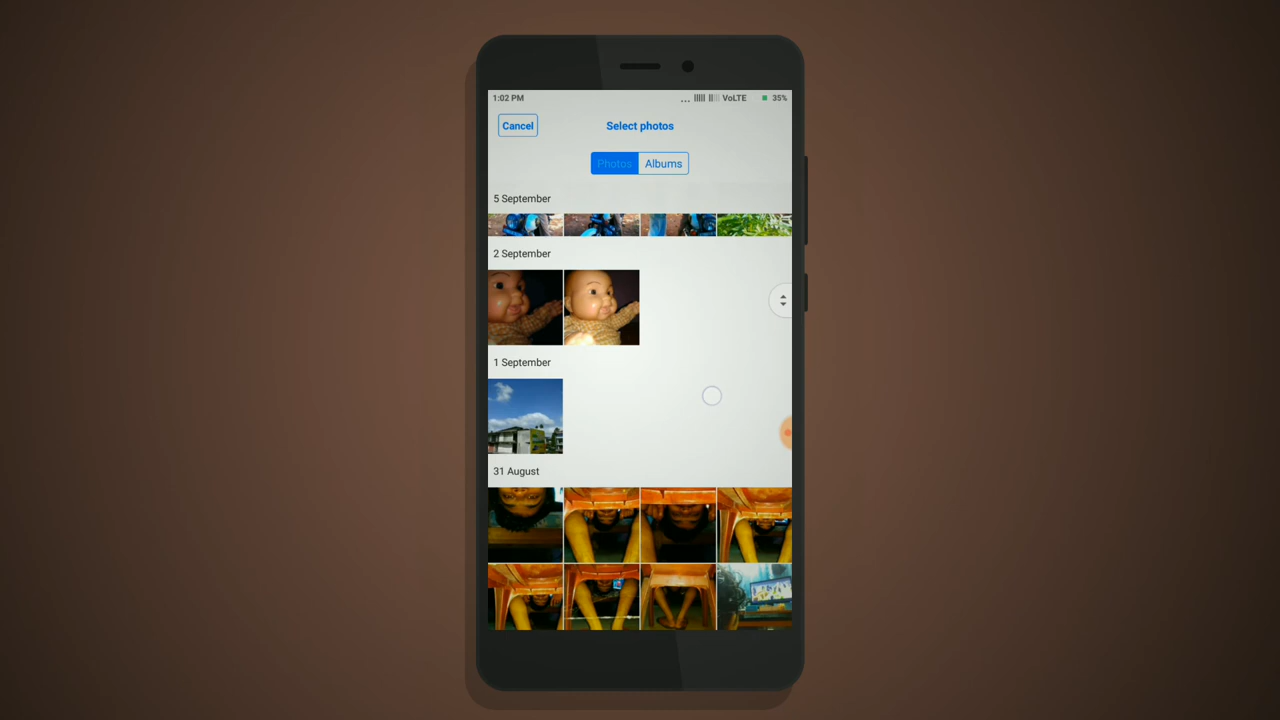 1:02 PM ... VoLTE 35%
Cancel Select photos
Photos Albums
5 September
2 September
1 September
31 August